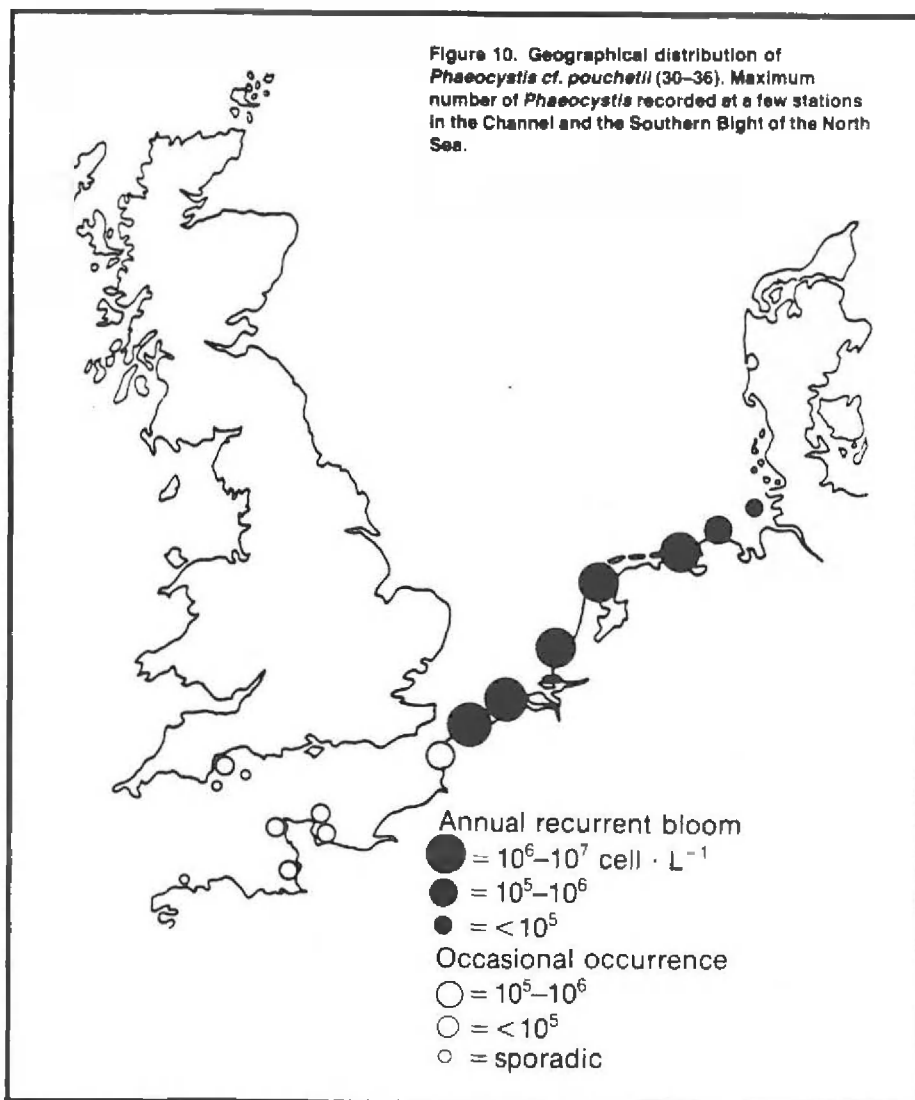 Figure 10. Geographical distribution of
Phaeocystis cf. pouchetii (30–36). Maximum
number of Phaeocystis recorded at a few stations
in the Channel and the Southern Bight of the North
Sea.
Annual recurrent bloom
= 10⁶–10⁷ cell · L⁻¹
= 10⁵–10⁶
= < 10⁵
Occasional occurrence
= 10⁵–10⁶
= < 10⁵
= sporadic